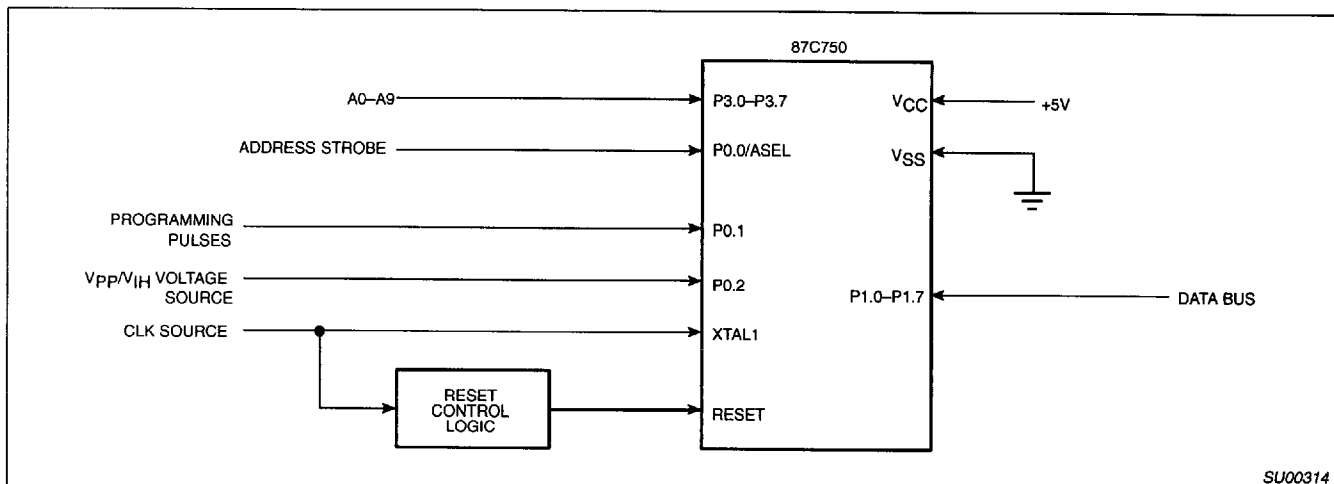 87C750
A0–A9
P3.0–P3.7
VCC
+5V
ADDRESS STROBE
P0.0/ASEL
VSS
PROGRAMMING
PULSES
P0.1
VPP/VIH VOLTAGE
SOURCE
P0.2
P1.0–P1.7
DATA BUS
CLK SOURCE
XTAL1
RESET
CONTROL
LOGIC
RESET
SU00314